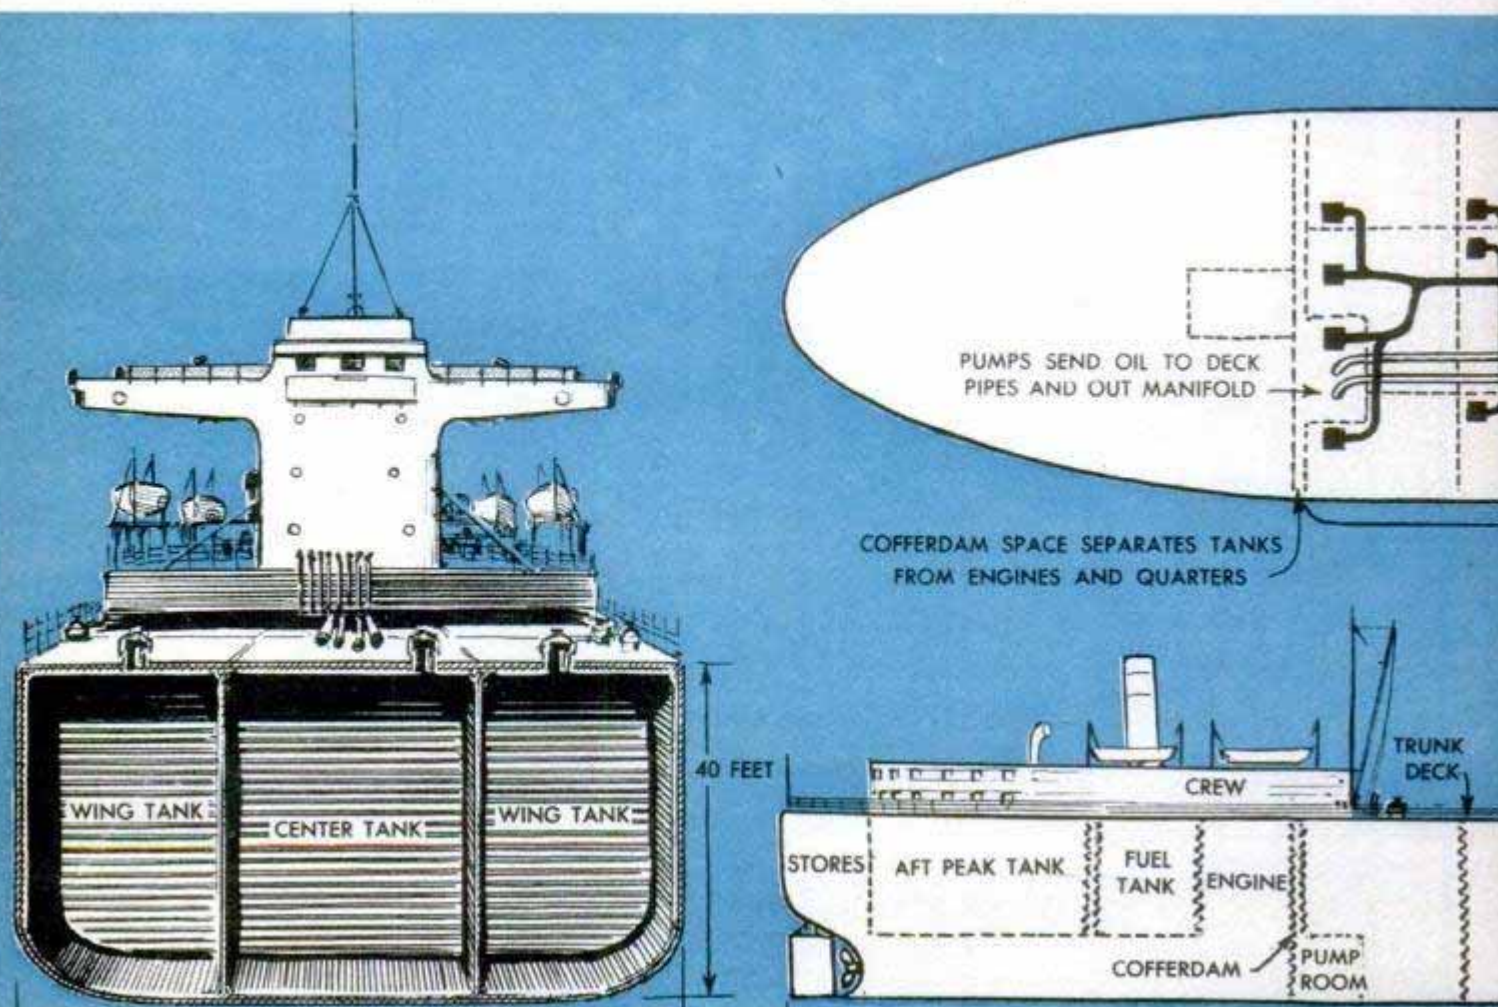 PUMPS SEND OIL TO DECK
PIPES AND OUT MANIFOLD
COFFERDAM SPACE SEPARATES TANKS
FROM ENGINES AND QUARTERS
40 FEET
WING TANK
CENTER TANK
WING TANK
TRUNK
DECK
CREW
STORES
AFT PEAK TANK
FUEL
TANK
ENGINE
COFFERDAM
PUMP
ROOM